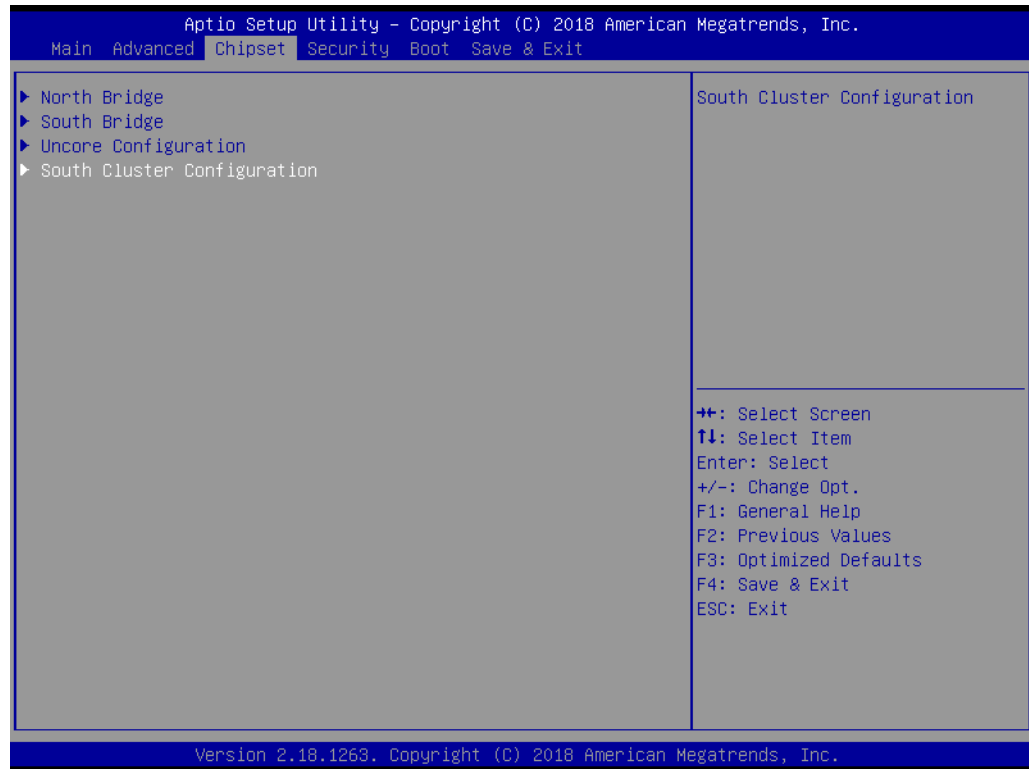 Aptio Setup Utility – Copyright (C) 2018 American Megatrends, Inc.
Main Advanced Chipset Security Boot Save & Exit
▶ North Bridge
▶ South Bridge
▶ Uncore Configuration
▶ South Cluster Configuration
South Cluster Configuration
→←: Select Screen
↑↓: Select Item
Enter: Select
+/-: Change Opt.
F1: General Help
F2: Previous Values
F3: Optimized Defaults
F4: Save & Exit
ESC: Exit
Version 2.18.1263. Copyright (C) 2018 American Megatrends, Inc.